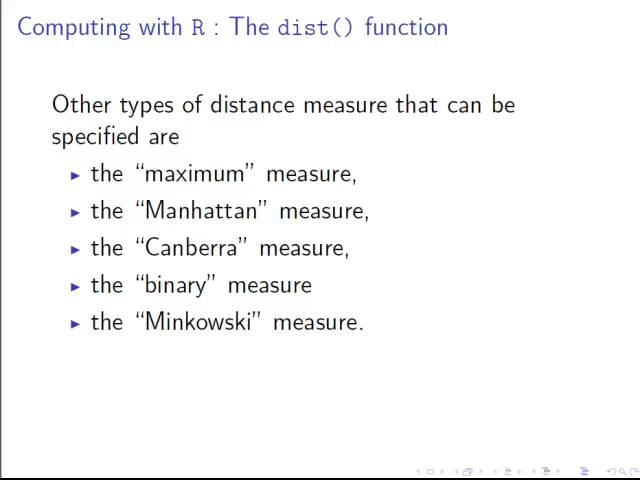 Computing with R : The dist() function
Other types of distance measure that can be
specified are
the “maximum” measure,
the “Manhattan” measure,
the “Canberra” measure,
the “binary” measure
the “Minkowski” measure.